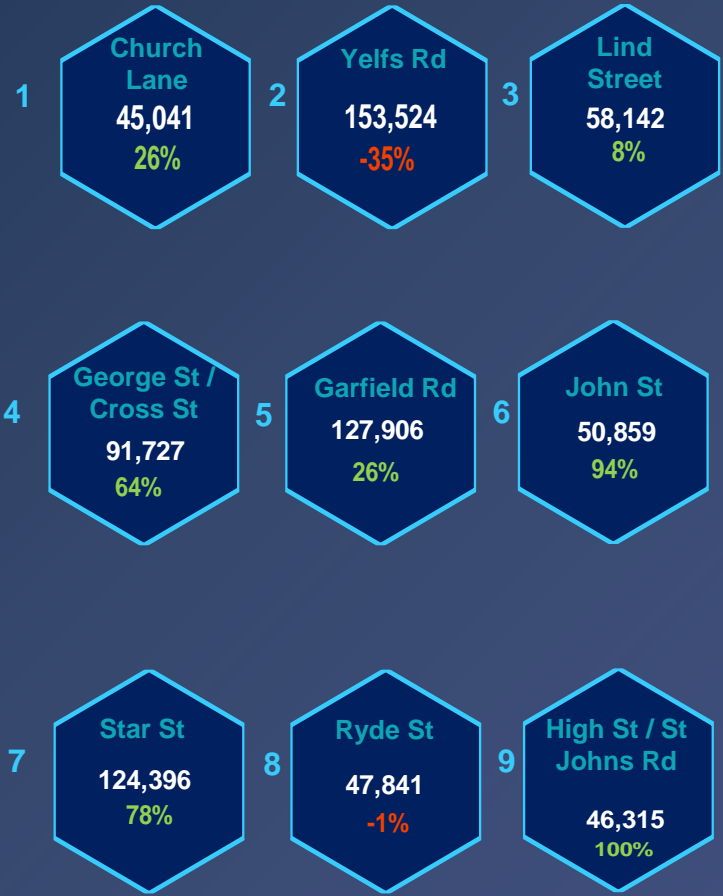 1
Church
Lane
45,041
26%
2
Yelfs Rd
153,524
-35%
3
Lind
Street
58,142
8%
4
George St /
Cross St
91,727
64%
5
Garfield Rd
127,906
26%
6
John St
50,859
94%
7
Star St
124,396
78%
8
Ryde St
47,841
-1%
9
High St / St
Johns Rd
46,315
100%